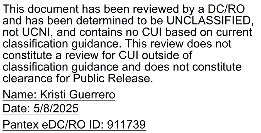 This document has been reviewed by a DC/RO
and has been determined to be UNCLASSIFIED,
not UCNI, and contains no CUI based on current
classification guidance. This review does not
constitute a review for CUI outside of
classification guidance and does not constitute
clearance for Public Release.
Name: Kristi Guerrero
Date: 5/8/2025
Pantex eDC/RO ID: 911739